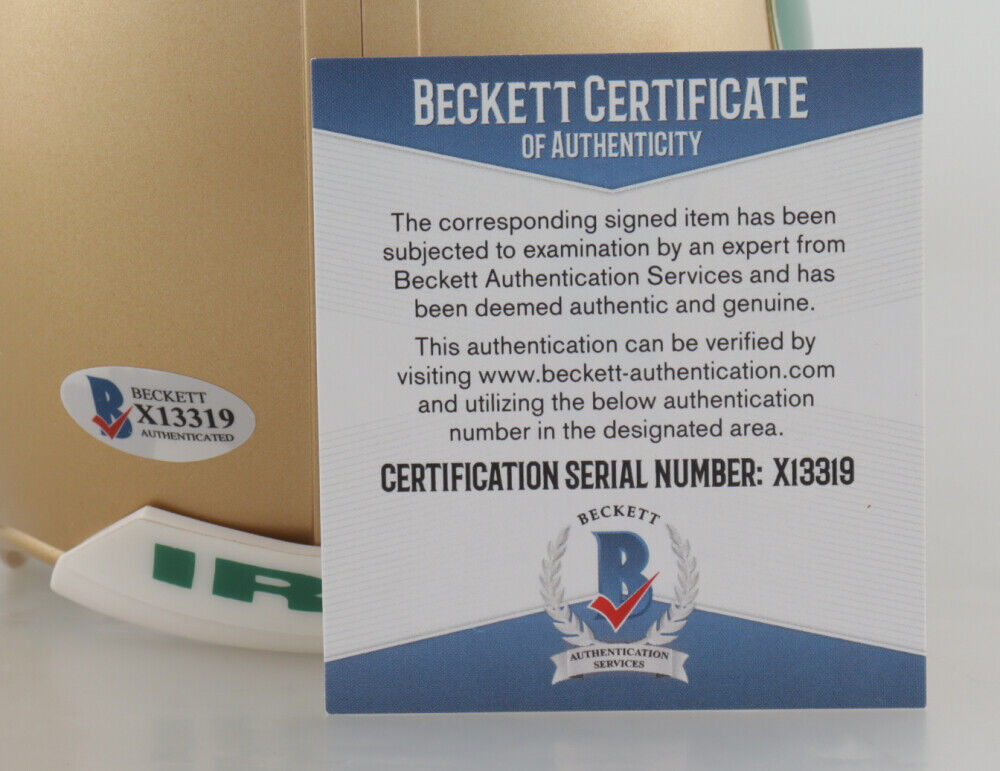 BECKETT CERTIFICATE
OF AUTHENTICITY
The corresponding signed item has been
subjected to examination by an expert from
Beckett Authentication Services and has
been deemed authentic and genuine.
This authentication can be verified by
visiting www.beckett-authentication.com
and utilizing the below authentication
number in the designated area.
CERTIFICATION SERIAL NUMBER: X13319
BECKETT
B
AUTHENTICATION
SERVICES
B
BECKETT
X13319
AUTHENTICATED
IR